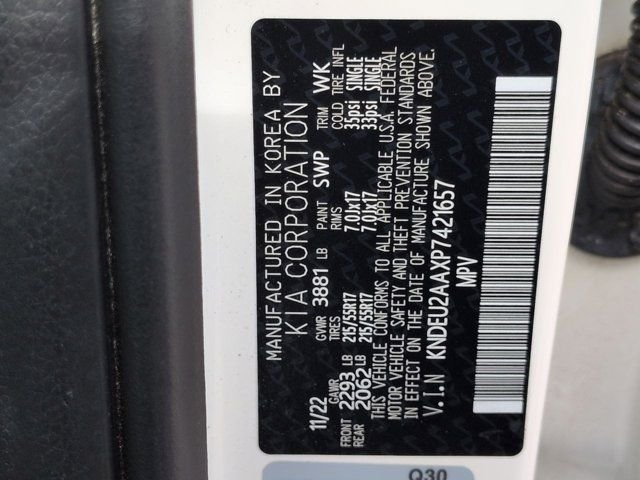 MANUFACTURED IN KOREA BY
KIA CORPORATION
11/22 GVWR 3881 LB PAINT SWP TRIM WK
GAWR TIRES RIMS COLD TIRE INFL
FRONT 2293 LB 215/55R17 7.0Jx17 35psi SINGLE
REAR 2062 LB 215/55R17 7.0Jx17 35psi SINGLE
THIS VEHICLE CONFORMS TO ALL APPLICABLE U.S.A. FEDERAL
MOTOR VEHICLE SAFETY AND THEFT PREVENTION STANDARDS
IN EFFECT ON THE DATE OF MANUFACTURE SHOWN ABOVE.
V.I.N KNDEU2AAXP7421657
MPV
Q30